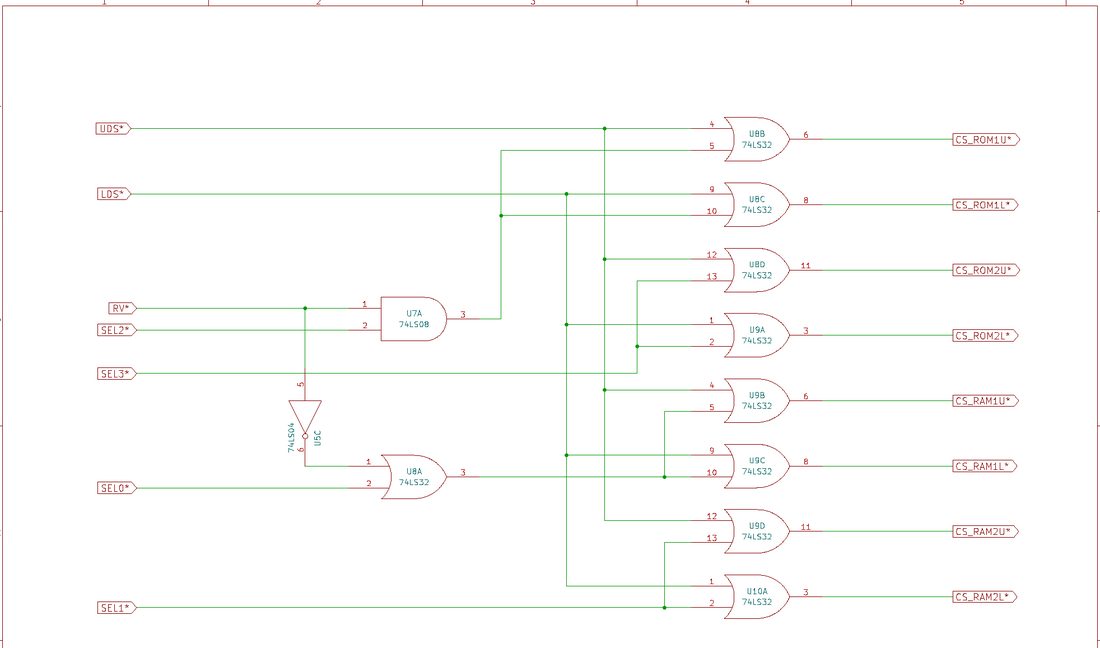 1 2 3 4 5
UDS* 4 U8B 6 CS_ROM1U*
5 74LS32
LDS* 9 U8C 8 CS_ROM1L*
10 74LS32
12 U8D 11 CS_ROM2U*
13 74LS32
RV* 1 U7A 3
SEL2* 2 74LS08
1 U9A 3 CS_ROM2L*
2 74LS32
SEL3*
5 74LS04 U5C 6
4 U9B 6 CS_RAM1U*
5 74LS32
1 U8A 3
SEL0* 2 74LS32
9 U9C 8 CS_RAM1L*
10 74LS32
12 U9D 11 CS_RAM2U*
13 74LS32
1 U10A 3 CS_RAM2L*
SEL1* 2 74LS32